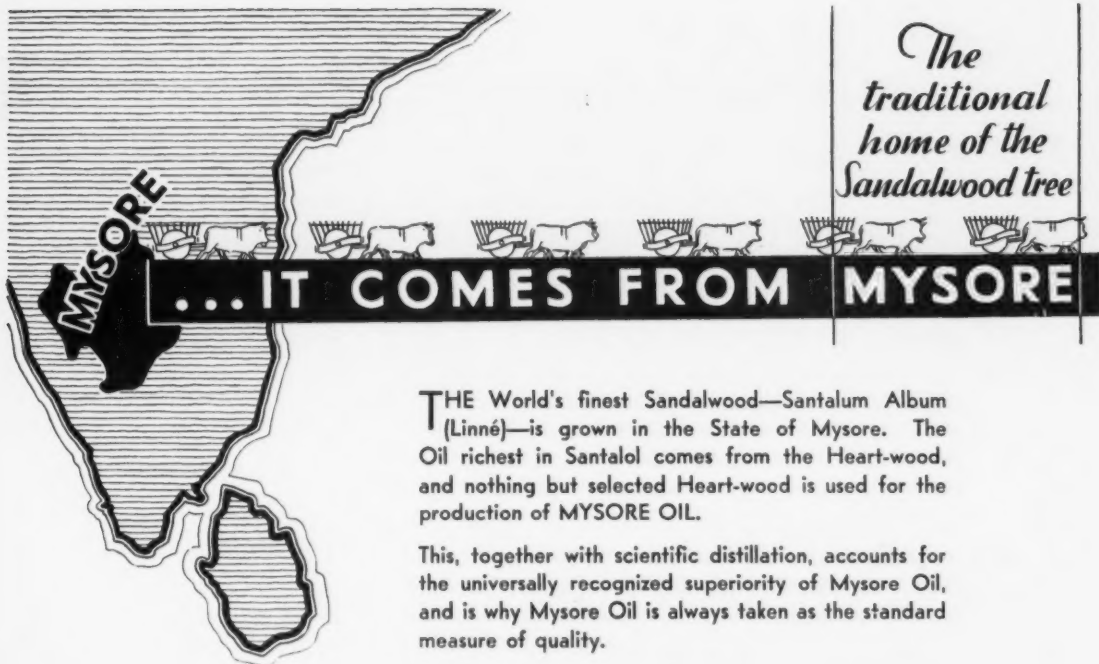 The
traditional
home of the
Sandalwood tree
MYSORE
...IT COMES FROM MYSORE
THE World's finest Sandalwood—Santalum Album
(Linné)—is grown in the State of Mysore. The
Oil richest in Santalol comes from the Heart-wood,
and nothing but selected Heart-wood is used for the
production of MYSORE OIL.
This, together with scientific distillation, accounts for
the universally recognized superiority of Mysore Oil,
and is why Mysore Oil is always taken as the standard
measure of quality.